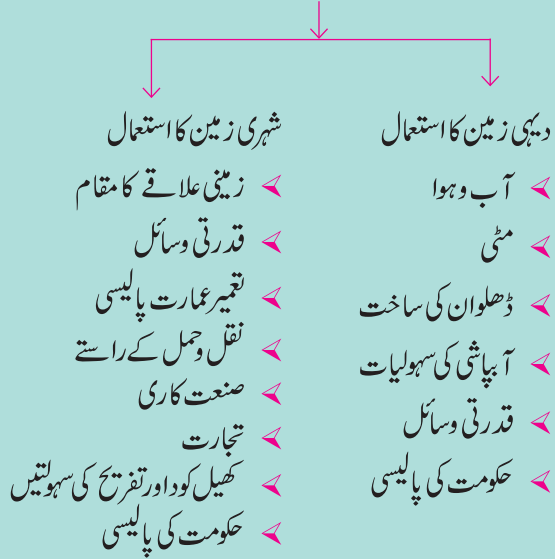 دیہی زمین کا استعمال
آب و ہوا
مٹی
ڈھلوان کی ساخت
آبپاشی کی سہولیات
قدرتی وسائل
حکومت کی پالیسی
شہری زمین کا استعمال
زمینی علاقے کا مقام
قدرتی وسائل
تعمیر عمارت پالیسی
نقل و حمل کے راستے
صنعت کاری
تجارت
کھیل کود اور تفریح کی سہولتیں
حکومت کی پالیسی